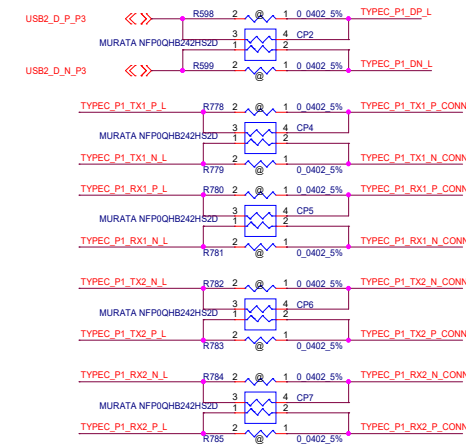 USB2_D_P_P3 R598 2 @ 1 0_0402_5% TYPEC_P1_DP_L
3 4 CP2
MURATA NFP0QHB242HS2D 1 2
USB2_D_N_P3 R599 2 @ 1 0_0402_5% TYPEC_P1_DN_L
TYPEC_P1_TX1_P_L R778 2 @ 1 0_0402_5% TYPEC_P1_TX1_P_CONN
3 4 CP4
MURATA NFP0QHB242HS2D 1 2
TYPEC_P1_TX1_N_L R779 2 @ 1 0_0402_5% TYPEC_P1_TX1_N_CONN
TYPEC_P1_RX1_P_L R780 2 @ 1 0_0402_5% TYPEC_P1_RX1_P_CONN
3 4 CP5
MURATA NFP0QHB242HS2D 1 2
TYPEC_P1_RX1_N_L R781 2 @ 1 0_0402_5% TYPEC_P1_RX1_N_CONN
TYPEC_P1_TX2_N_L R782 2 @ 1 0_0402_5% TYPEC_P1_TX2_N_CONN
3 4 CP6
MURATA NFP0QHB242HS2D 1 2
TYPEC_P1_TX2_P_L R783 2 @ 1 0_0402_5% TYPEC_P1_TX2_P_CONN
TYPEC_P1_RX2_N_L R784 2 @ 1 0_0402_5% TYPEC_P1_RX2_N_CONN
3 4 CP7
MURATA NFP0QHB242HS2D 1 2
TYPEC_P1_RX2_P_L R785 2 @ 1 0_0402_5% TYPEC_P1_RX2_P_CONN